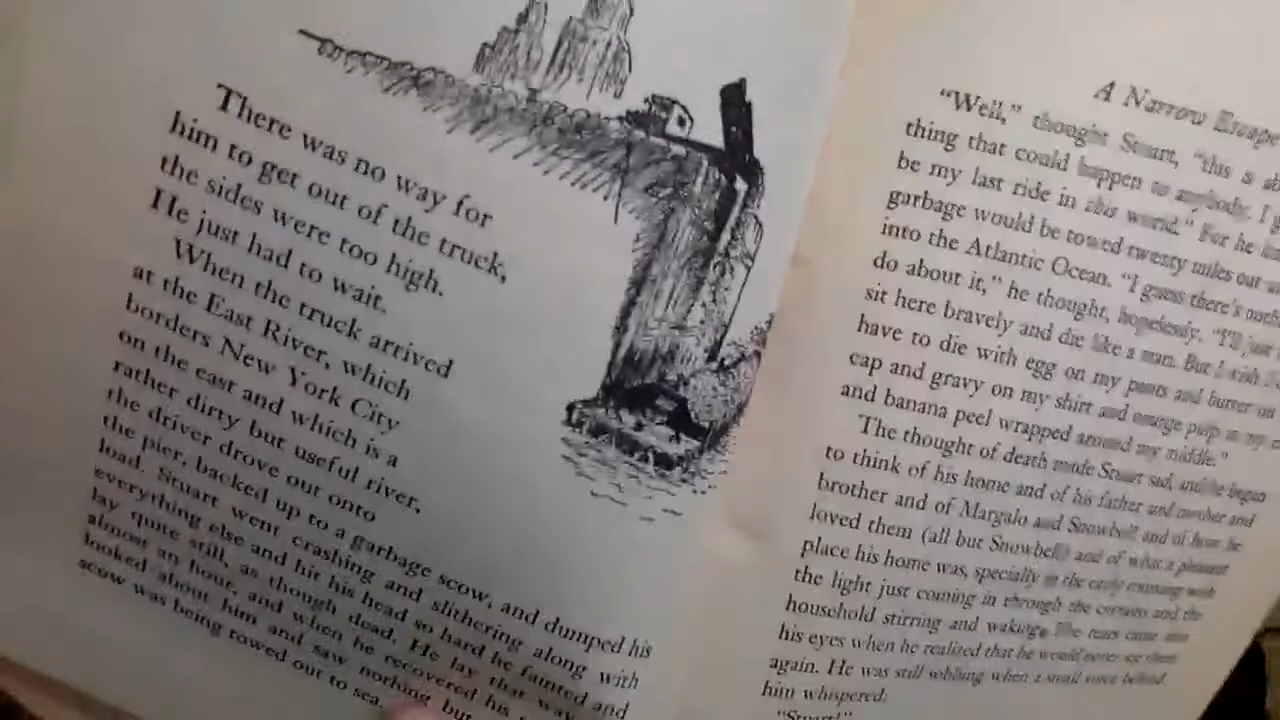 There was no way for
him to get out of the truck,
the sides were too high.
He just had to wait.
When the truck arrived
at the East River, which
borders New York City
on the east and which is a
rather dirty but useful river,
the driver drove out onto
the pier, backed up to a garbage scow, and dumped his
load. Stuart went crashing and slithering along with
everything else and hit his head so hard he fainted and
lay quite still, as though dead. He lay that way
almost an hour, and when he recovered his
looked about him and saw nothing but
scow was being towed out to sea.
A Narrow Escape
"Well," thought Stuart, "this is
thing that could happen to anybody. I
be my last ride in this world." For he
garbage would be towed twenty miles out
into the Atlantic Ocean. "I guess there's
do about it," he thought, hopelessly. "I'll just
sit here bravely and die like a man. But I wish
have to die with egg on my pants and butter on
cap and gravy on my shirt and orange pulp in my
and banana peel wrapped around my middle."
The thought of death made Stuart sad, and he began
to think of his home and of his father and mother and
brother and of Margalo and Snowbell and of how he
loved them (all but Snowbell) and of what a pleasant
place his home was, specially in the early morning with
the light just coming in through the curtains and the
household stirring and waking. The tears came into
his eyes when he realized that he would never see them
again. He was still sobbing when a small voice behind
him whispered:
"Stuart!"